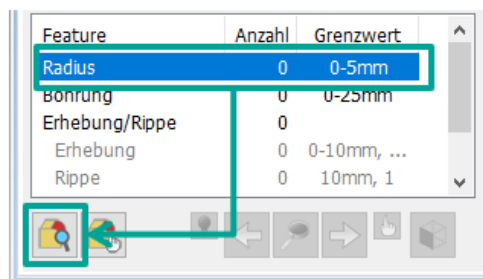 Feature Anzahl Grenzwert
Radius 0 0-5mm
Bohrung 0 0-25mm
Erhebung/Rippe 0
Erhebung 0 0-10mm, ...
Rippe 0 10mm, 1